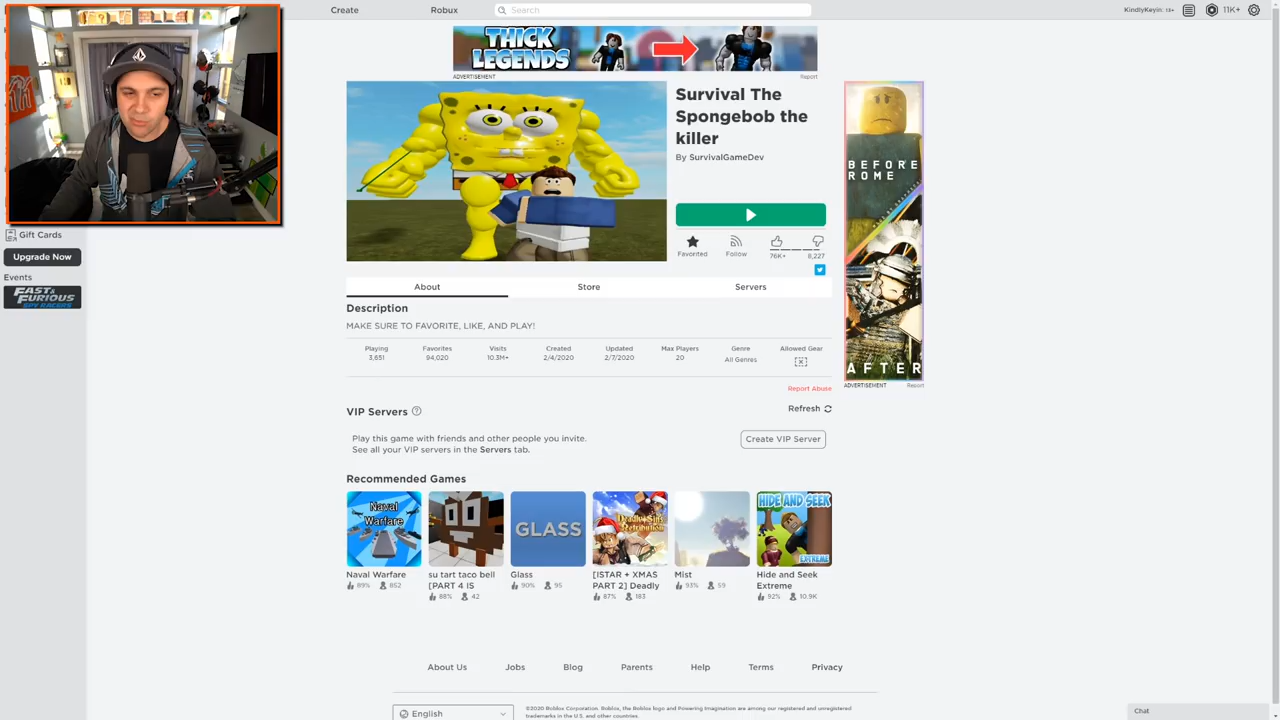 Create
Robux
Search
KindlyKeyin: 13+
11K+
THICK
LEGENDS
ADVERTISEMENT
Report
Survival The
Spongebob the
killer
By SurvivalGameDev
Favorited
Follow
76K+
8,227
BEFORE
ROME
AFTER
ADVERTISEMENT
Report
Gift Cards
Upgrade Now
Events
FAST &
FURIOUS
SPY RACERS
About
Store
Servers
Description
MAKE SURE TO FAVORITE, LIKE, AND PLAY!
Playing
Favorites
Visits
Created
Updated
Max Players
Genre
Allowed Gear
3,651
94,020
10.3M+
2/4/2020
2/7/2020
20
All Genres
Report Abuse
VIP Servers
Refresh
Play this game with friends and other people you invite.
See all your VIP servers in the Servers tab.
Create VIP Server
Recommended Games
Naval
Warfare
GLASS
Deadly Sins
Retribution
HIDE AND SEEK
EXTREME
Naval Warfare
89%
852
su tart taco bell
[PART 4 IS
88%
42
Glass
90%
95
[ISTAR + XMAS
PART 2] Deadly
87%
183
Mist
93%
59
Hide and Seek
Extreme
92%
10.9K
About Us
Jobs
Blog
Parents
Help
Terms
Privacy
English
©2020 Roblox Corporation. Roblox, the Roblox logo and Powering Imagination are among our registered and unregistered
trademarks in the U.S. and other countries.
Chat